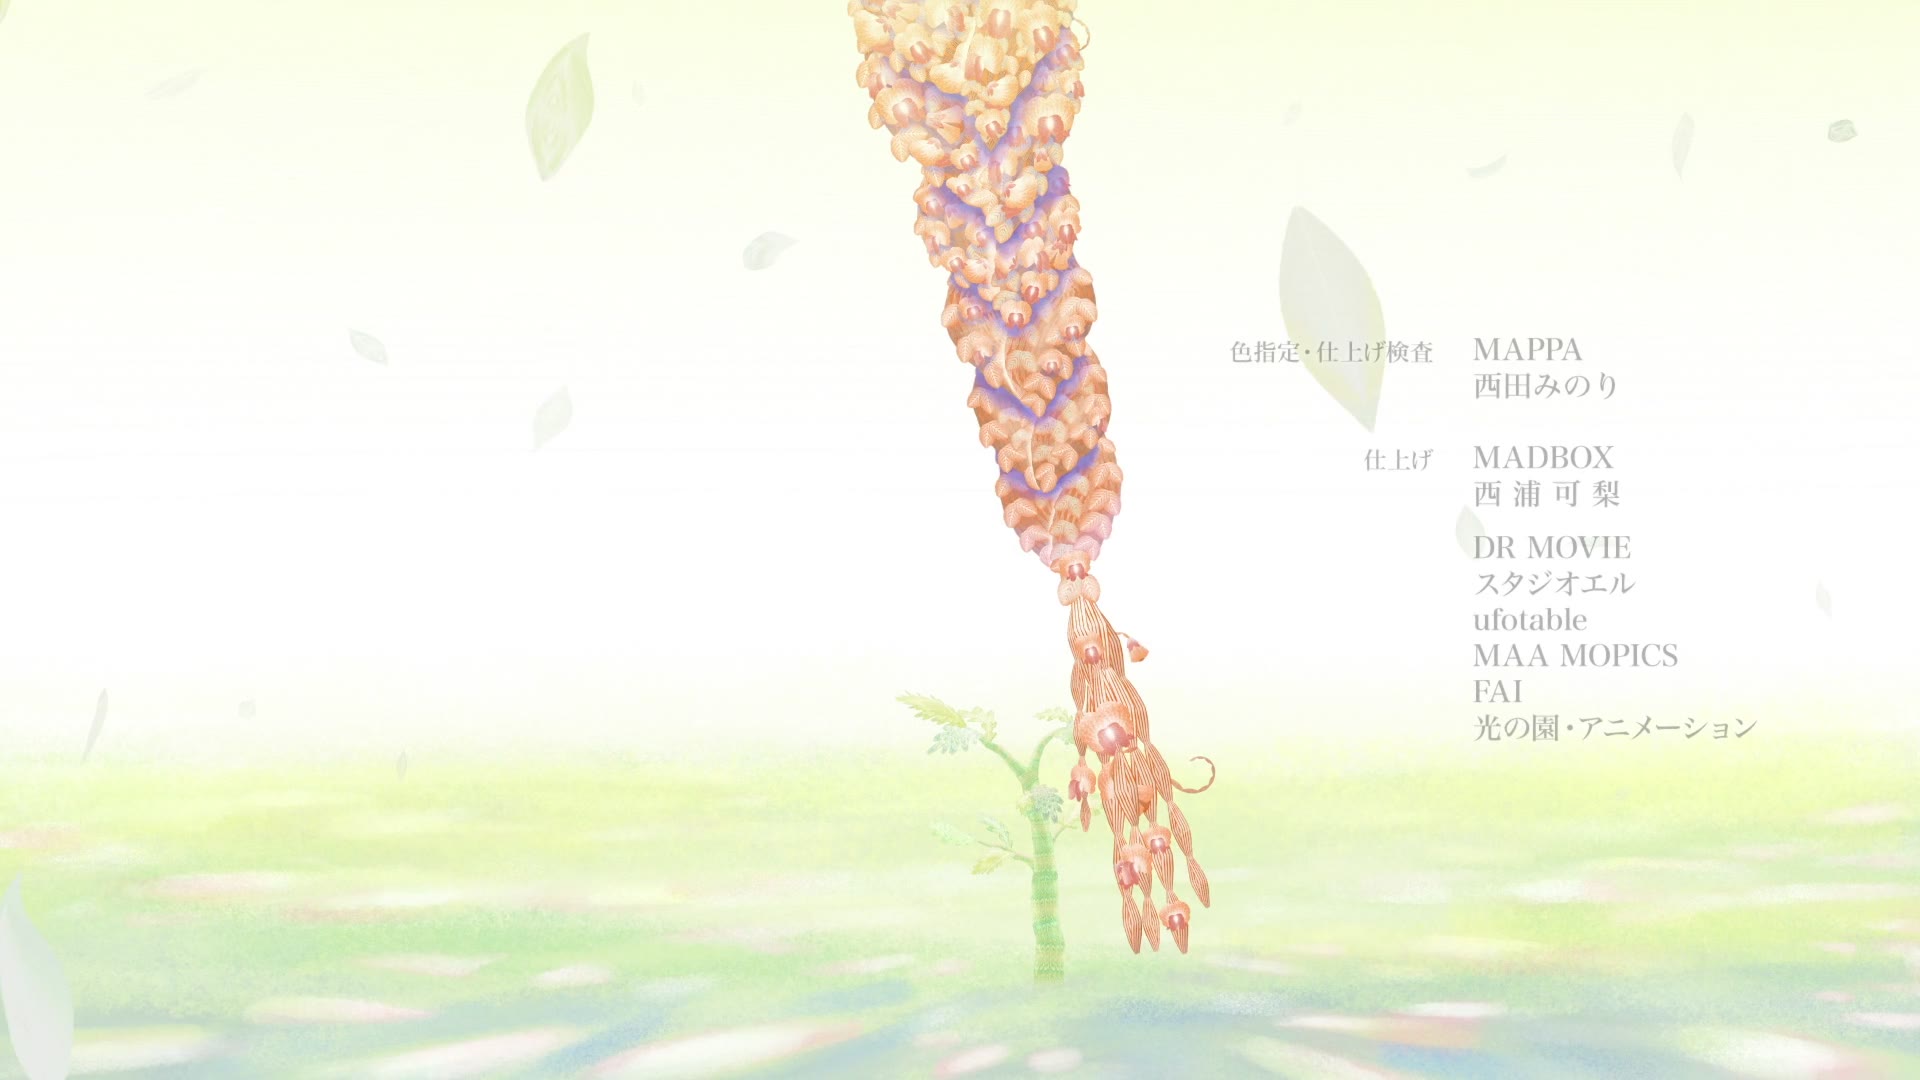 色指定・仕上げ検査 MAPPA
西田みのり
仕上げ MADBOX
西浦可梨
DR MOVIE
スタジオエル
ufotable
MAA MOPICS
FAI
光の園・アニメーション